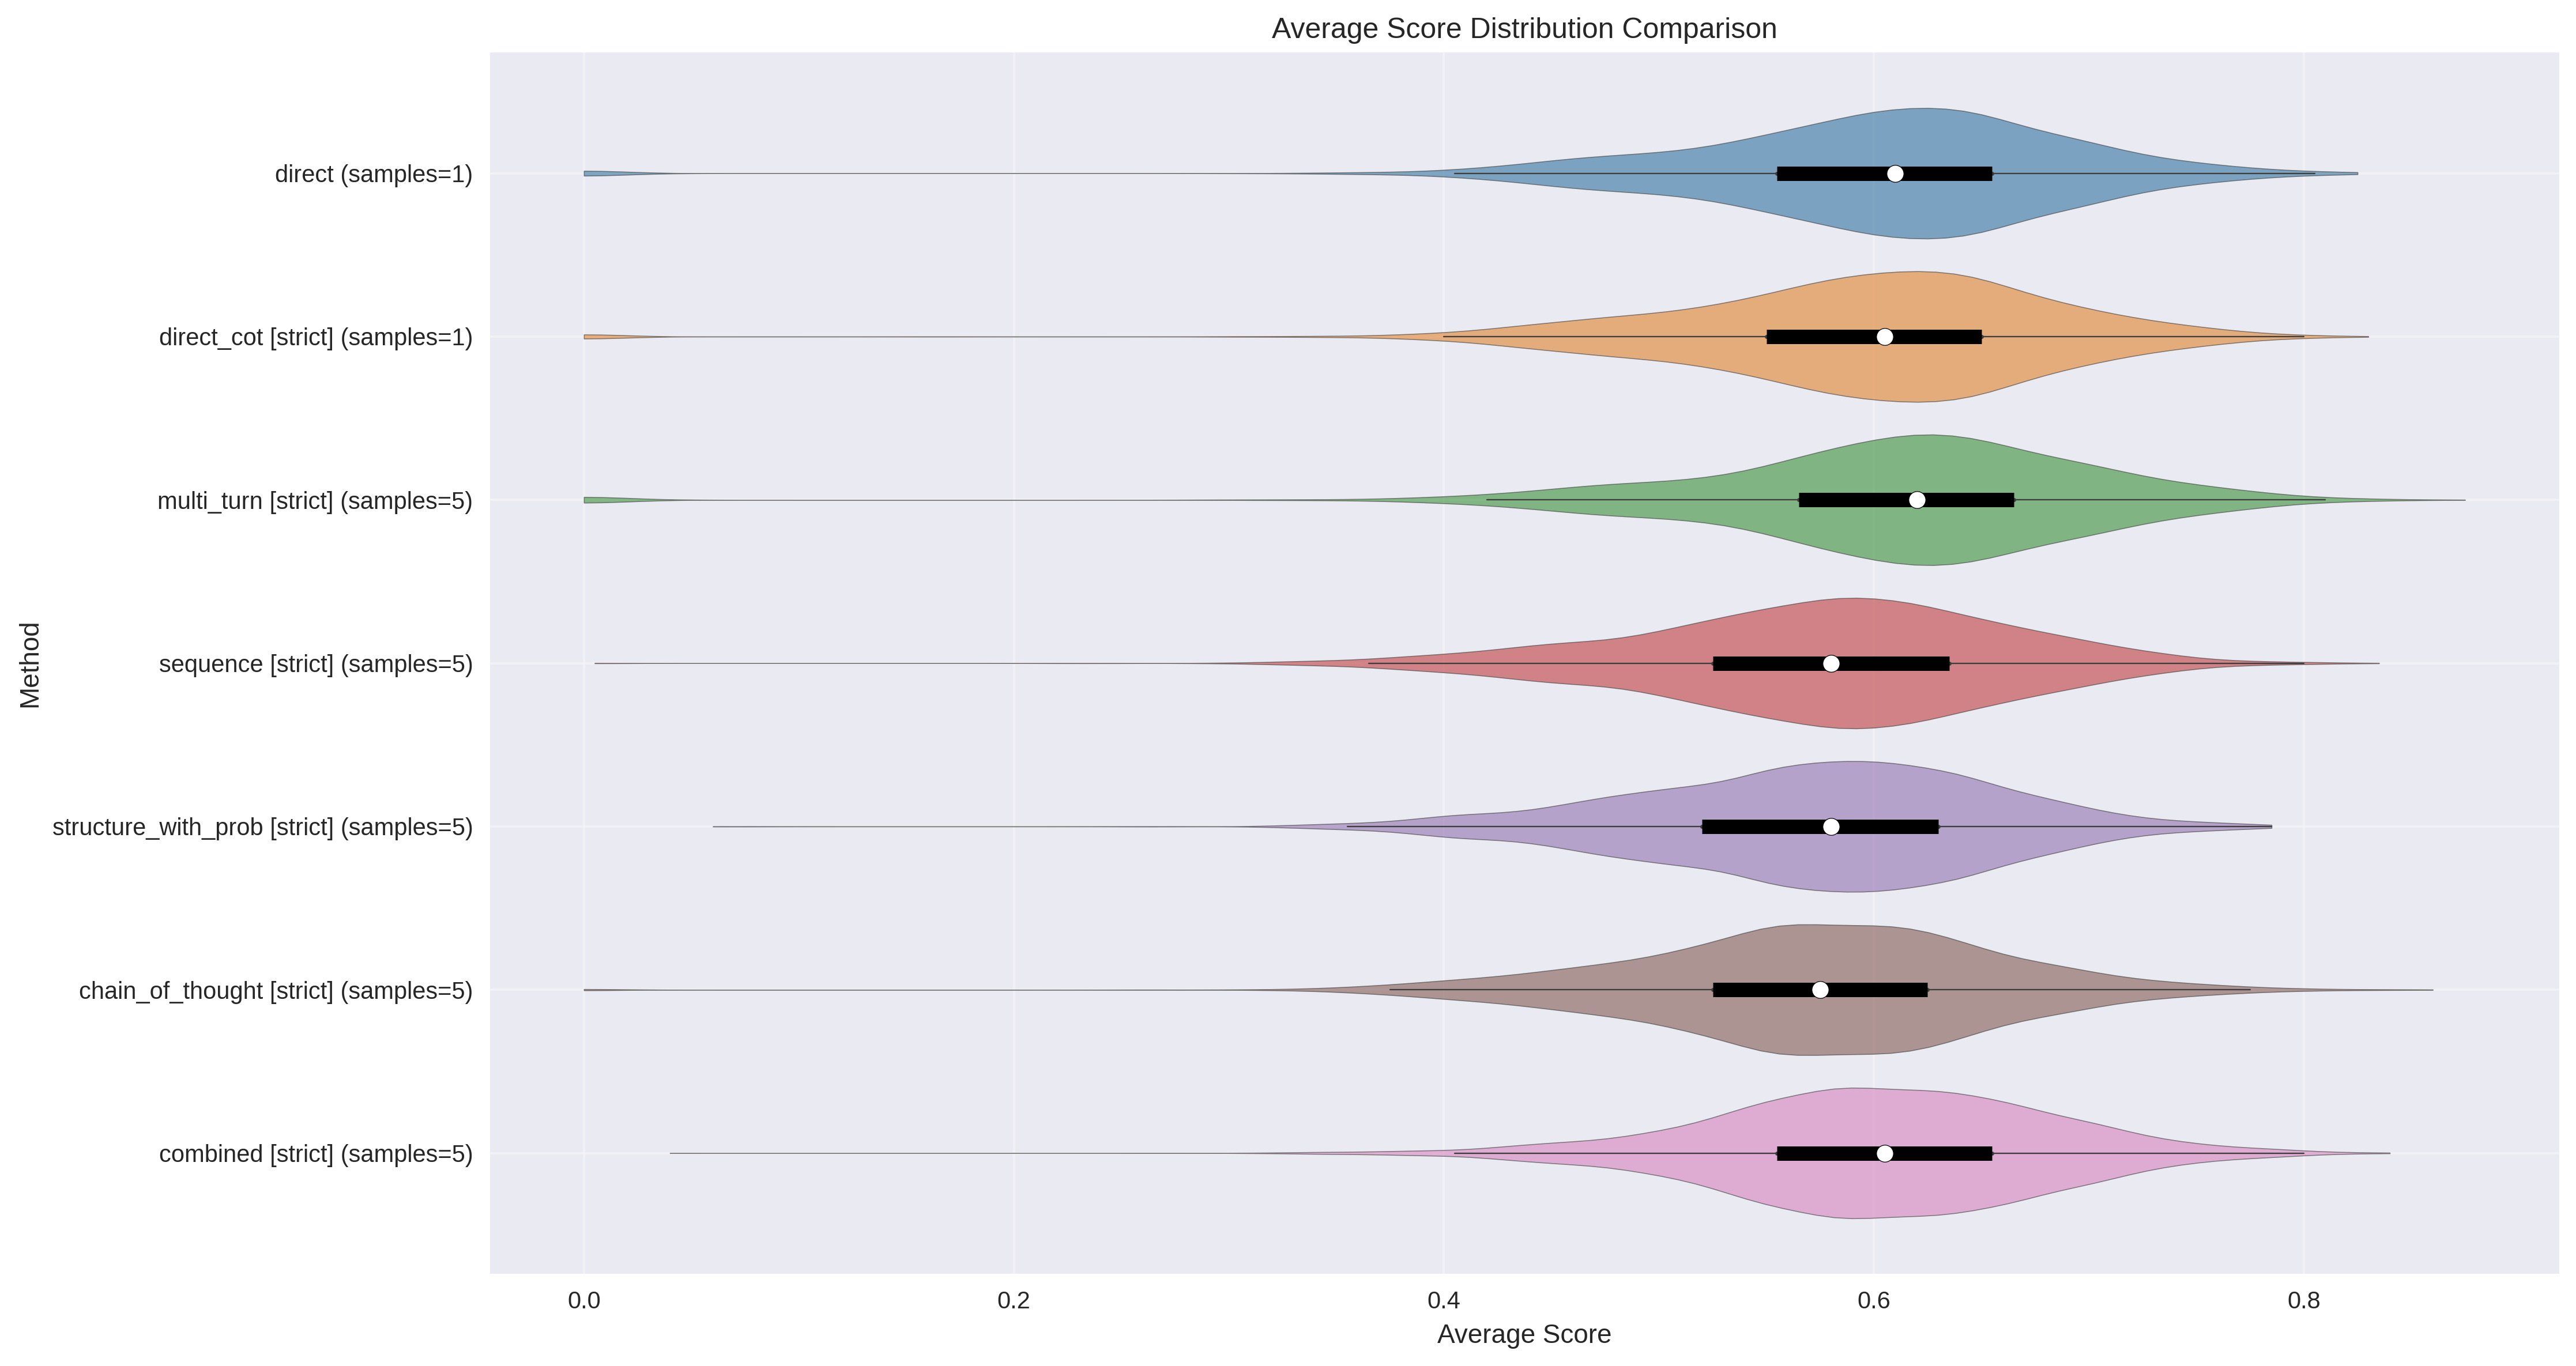 Average Score Distribution Comparison
Method
direct (samples=1)
direct_cot [strict] (samples=1)
multi_turn [strict] (samples=5)
sequence [strict] (samples=5)
structure_with_prob [strict] (samples=5)
chain_of_thought [strict] (samples=5)
combined [strict] (samples=5)
0.0 0.2 0.4 0.6 0.8
Average Score